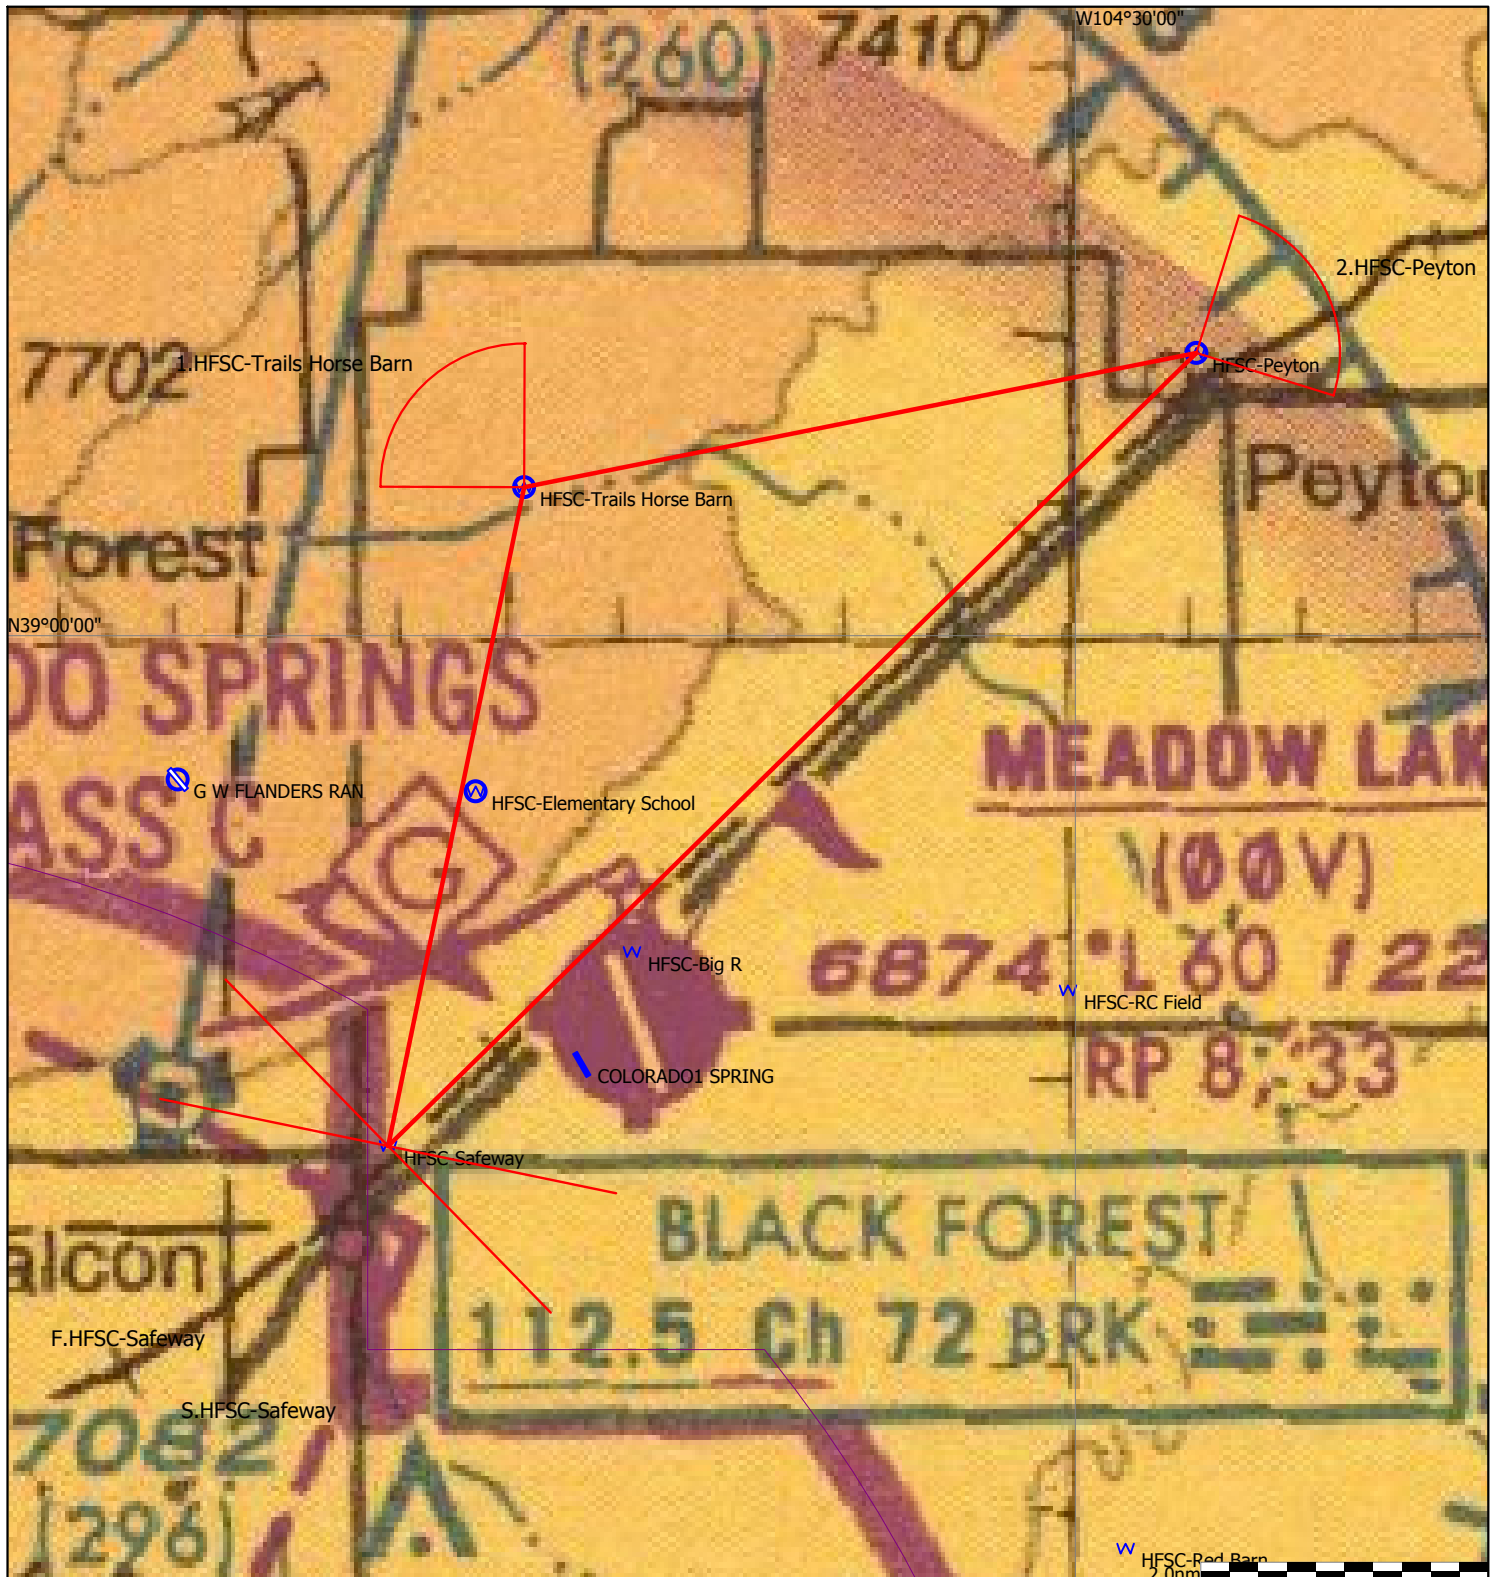 W104°30'00"
(260)
7410
2.HFSC-Peyton
7702
1.HFSC-Trails Horse Barn
HFSC-Peyton
Peyton
HFSC-Trails Horse Barn
Forest
N39°00'00"
DO SPRINGS
MEADOW LAK
G W FLANDERS RAN
HFSC-Elementary School
ASS C
G
(00V)
HFSC-Big R
6874 *L 60 122
HFSC-RC Field
RP 8, 33
COLORADO1 SPRING
HFSC-Safeway
BLACK FOREST
alcon
112.5 Ch 72 BRK
F.HFSC-Safeway
S.HFSC-Safeway
7082
(296)
HFSC-Red Barn
2.0nm